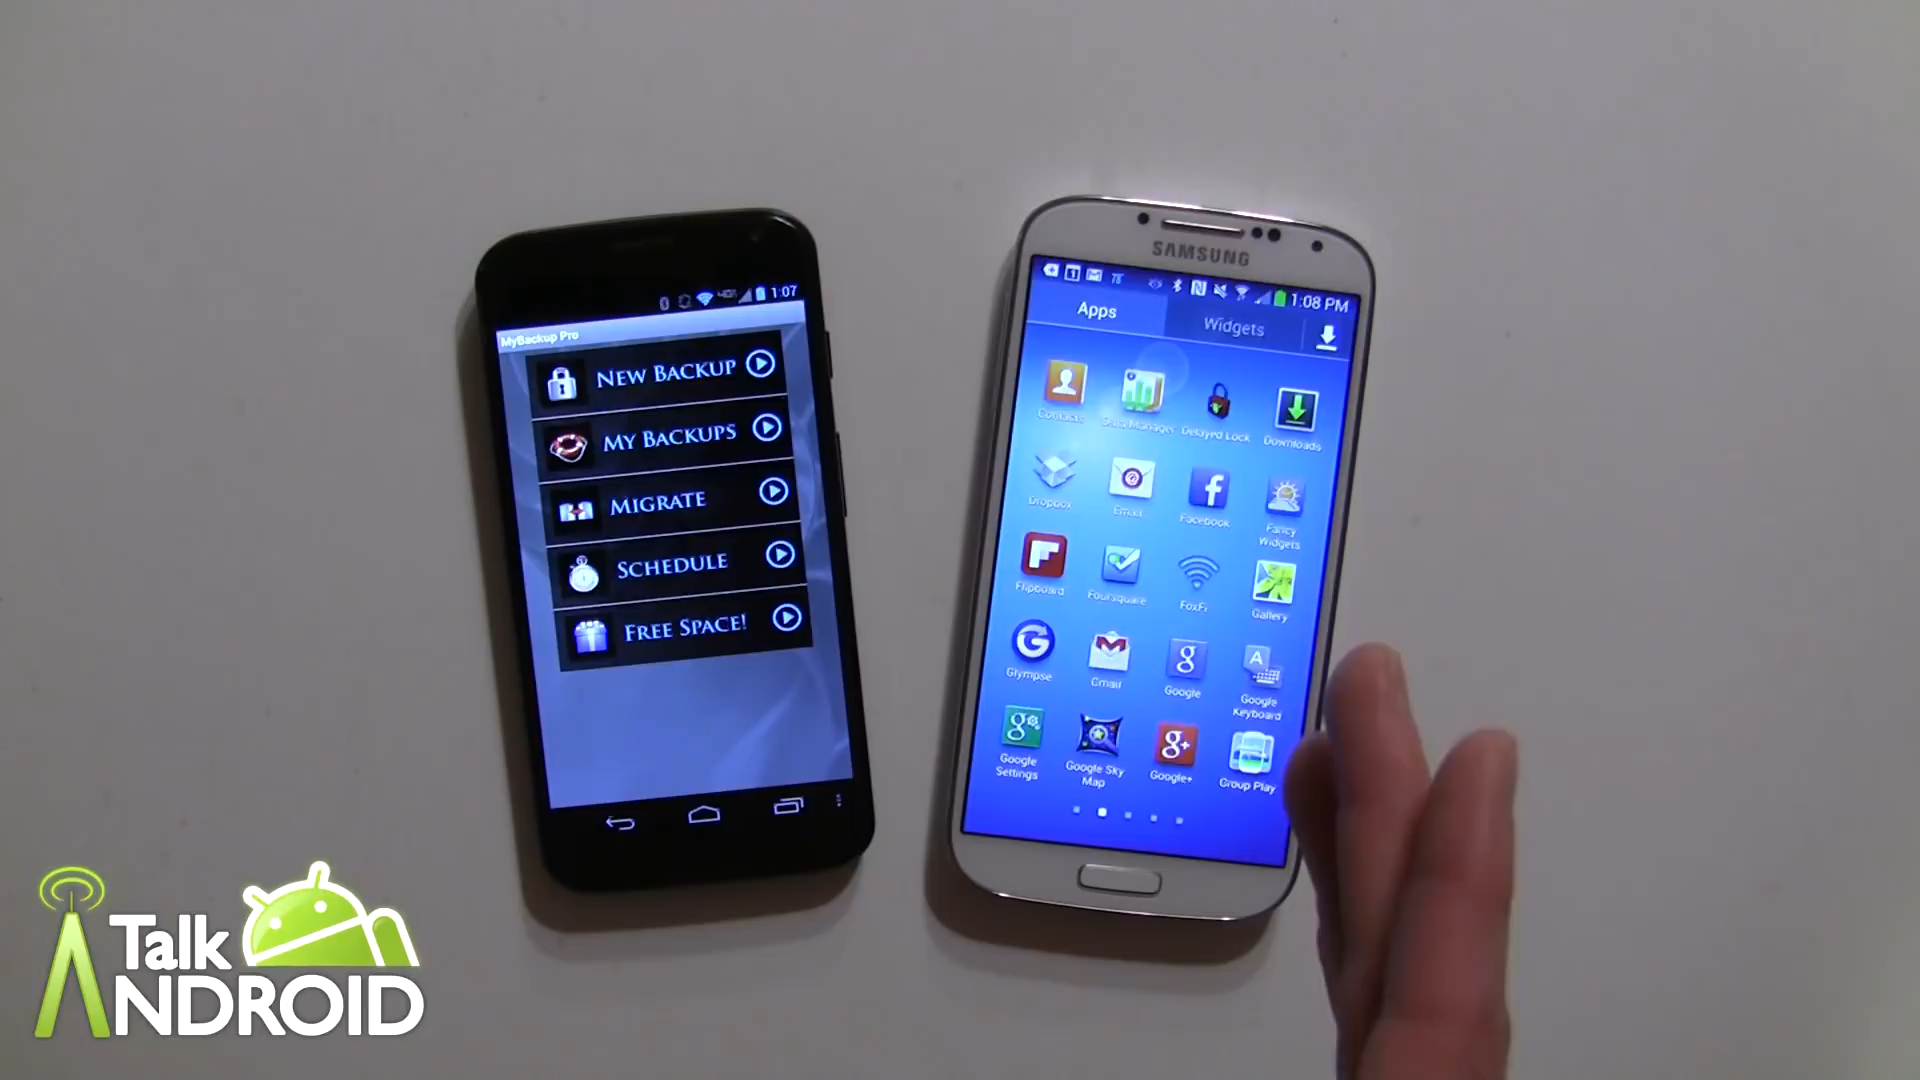 1:07
MyBackup Pro
NEW BACKUP
MY BACKUPS
MIGRATE
SCHEDULE
FREE SPACE!
SAMSUNG
1:08 PM
Apps
Widgets
Contacts
Data Manager
Delayed Lock
Downloads
Dropbox
Email
Facebook
Fancy
Widgets
Flipboard
Foursquare
FoxFi
Gallery
Glympse
Gmail
Google
Google
Keyboard
Google
Settings
Google Sky
Map
Google+
Group Play
Talk
ANDROID